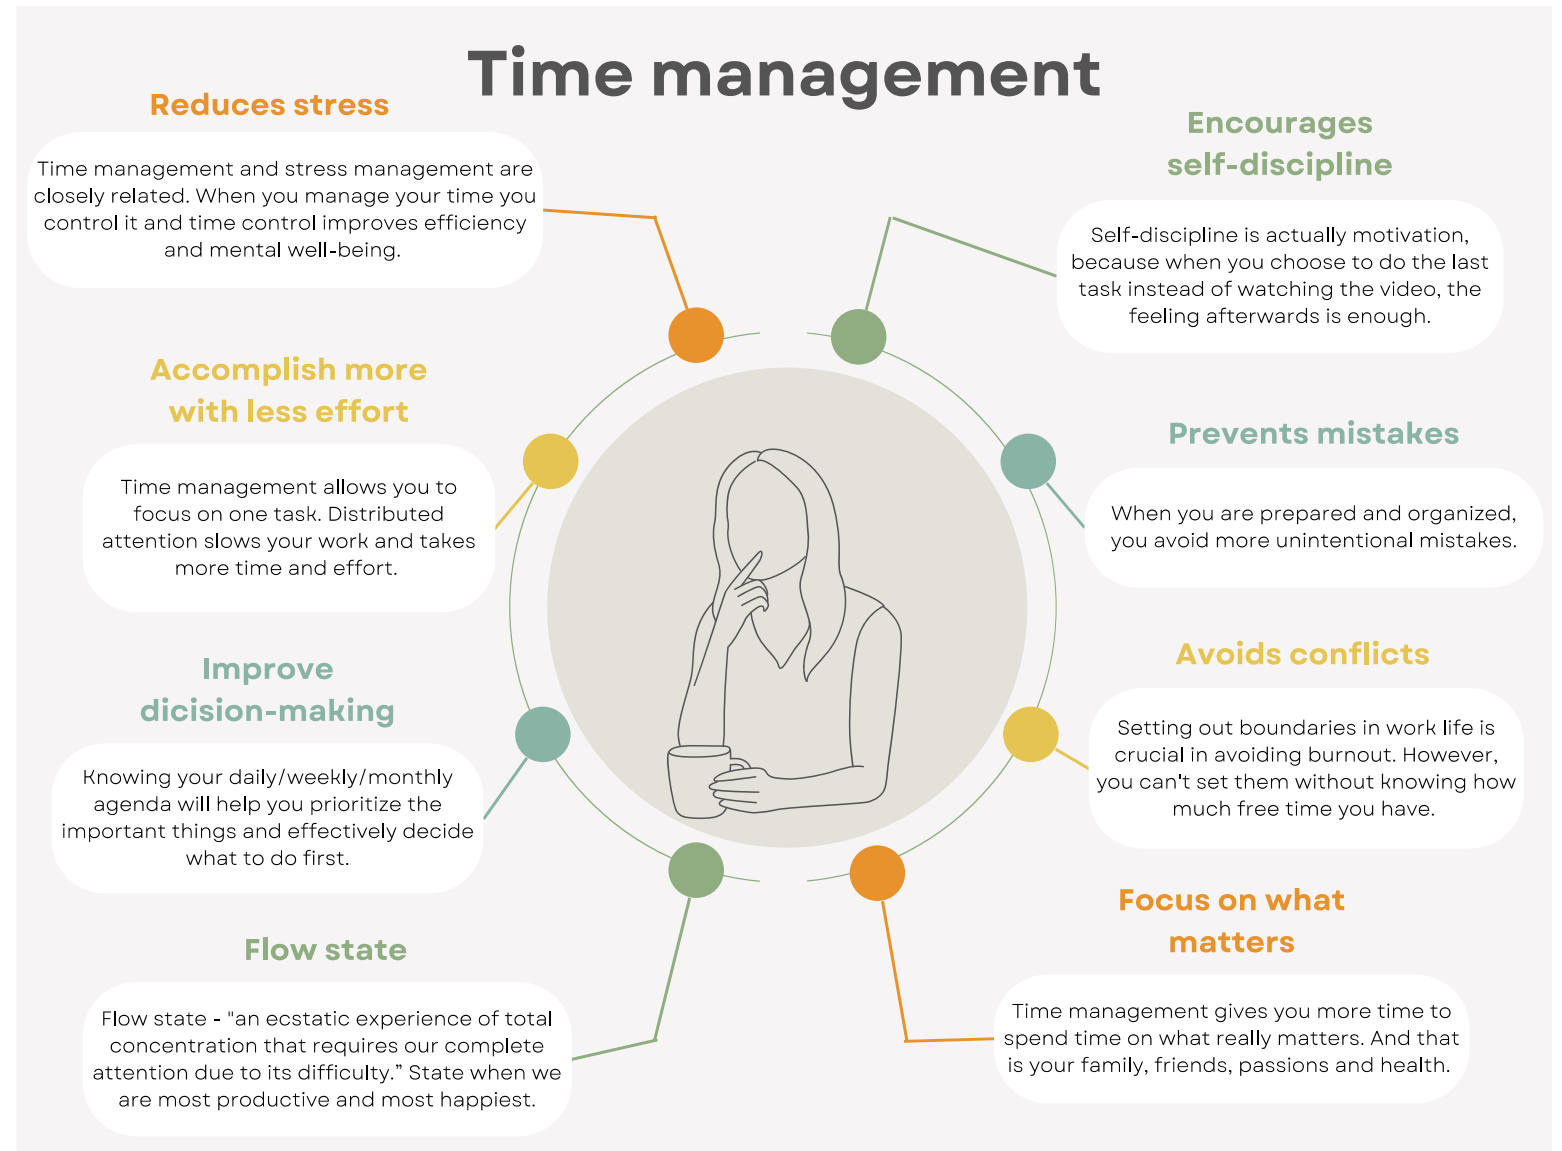 Time management
Reduces stress
Time management and stress management are
closely related. When you manage your time you
control it and time control improves efficiency
and mental well-being.
Accomplish more
with less effort
Time management allows you to
focus on one task. Distributed
attention slows your work and takes
more time and effort.
Improve
dicision-making
Knowing your daily/weekly/monthly
agenda will help you prioritize the
important things and effectively decide
what to do first.
Flow state
Flow state - "an ecstatic experience of total
concentration that requires our complete
attention due to its difficulty.” State when we
are most productive and most happiest.
Encourages
self-discipline
Self-discipline is actually motivation,
because when you choose to do the last
task instead of watching the video, the
feeling afterwards is enough.
Prevents mistakes
When you are prepared and organized,
you avoid more unintentional mistakes.
Avoids conflicts
Setting out boundaries in work life is
crucial in avoiding burnout. However,
you can't set them without knowing how
much free time you have.
Focus on what
matters
Time management gives you more time to
spend time on what really matters. And that
is your family, friends, passions and health.